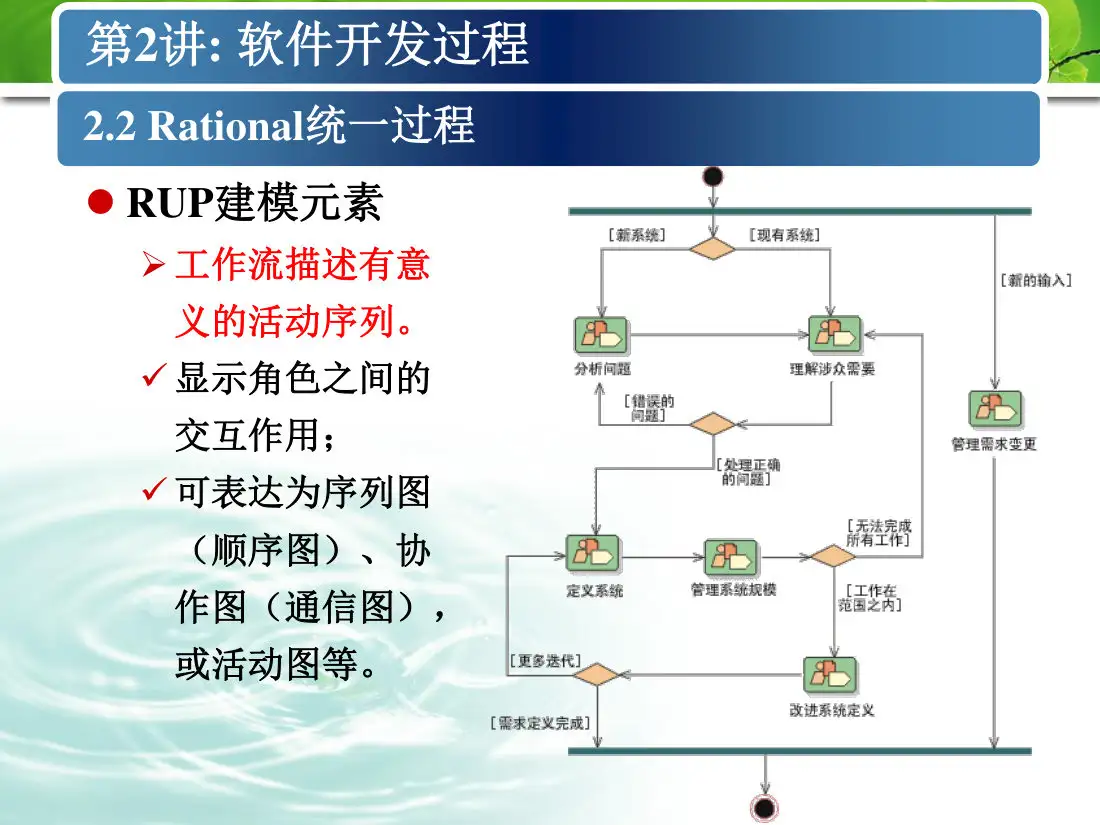 第2讲: 软件开发过程
2.2 Rational统一过程
RUP建模元素
工作流描述有意
义的活动序列。
显示角色之间的
交互作用；
可表达为序列图
（顺序图）、协
作图（通信图），
或活动图等。
[新系统]
[现有系统]
[新的输入]
分析问题
理解涉众需要
[错误的
问题]
管理需求变更
[处理正确
的问题]
[无法完成
所有工作]
定义系统
管理系统规模
[工作在
范围之内]
[更多迭代]
改进系统定义
[需求定义完成]